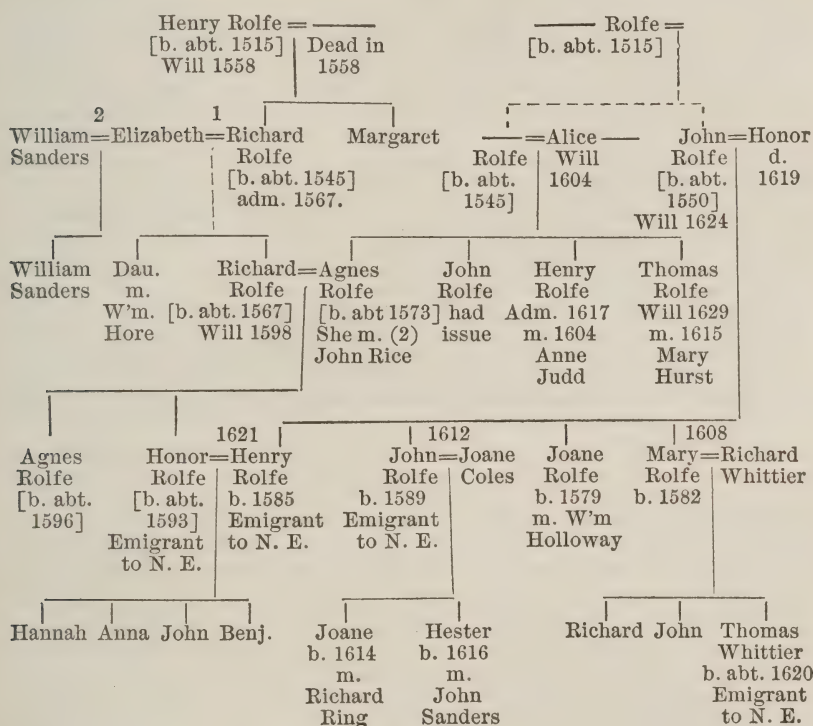 Henry Rolfe = —— —— Rolfe =
[b. abt. 1515] Dead in [b. abt. 1515]
Will 1558 1558
2 1
William=Elizabeth=Richard Margaret —=Alice— John=Honor
Sanders Rolfe Rolfe Will Rolfe d.
[b. abt. 1545] [b. abt. 1604 [b. abt. 1619
adm. 1567. 1545] 1550]
Will 1624
William Dau. Richard=Agnes John Henry Thomas
Sanders m. Rolfe Rolfe Rolfe Rolfe Rolfe
W'm. [b. abt. 1567] [b. abt 1573] had Adm. 1617 Will 1629
Hore Will 1598 She m. (2) issue m. 1604 m. 1615
John Rice Anne Mary
Judd Hurst
1621 1612 1608
Agnes Honor=Henry John=Joane Joane Mary=Richard
Rolfe Rolfe Rolfe Rolfe Coles Rolfe Rolfe Whittier
[b. abt. [b. abt. b. 1585 b. 1589 b. 1579 b. 1582
1596] 1593] Emigrant Emigrant m. W'm
Emigrant to N. E. to N. E. Holloway
to N. E.
Hannah Anna John Benj. Joane Hester Richard John Thomas
b. 1614 b. 1616 Whittier
m. m. b. abt. 1620
Richard John Emigrant
Ring Sanders to N. E.